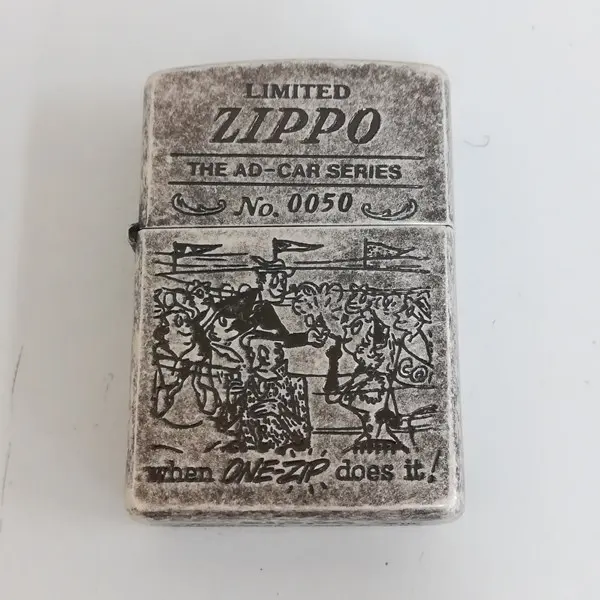 LIMITED
ZIPPO
THE AD-CAR SERIES
No. 0050
when ONE-ZIP does it!